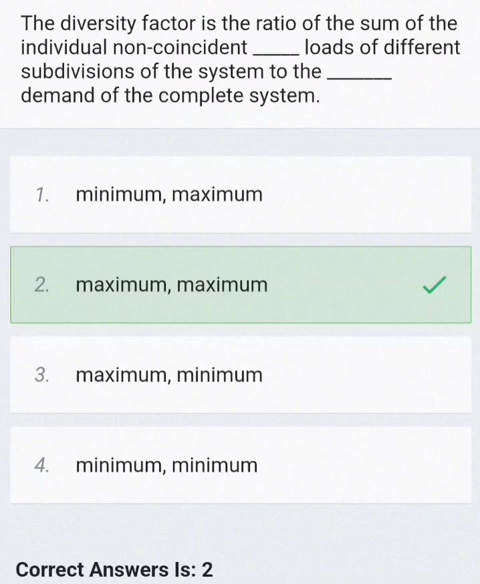 The diversity factor is the ratio of the sum of the
individual non-coincident _____ loads of different
subdivisions of the system to the _______
demand of the complete system.
1. minimum, maximum
2. maximum, maximum
3. maximum, minimum
4. minimum, minimum
Correct Answers Is: 2